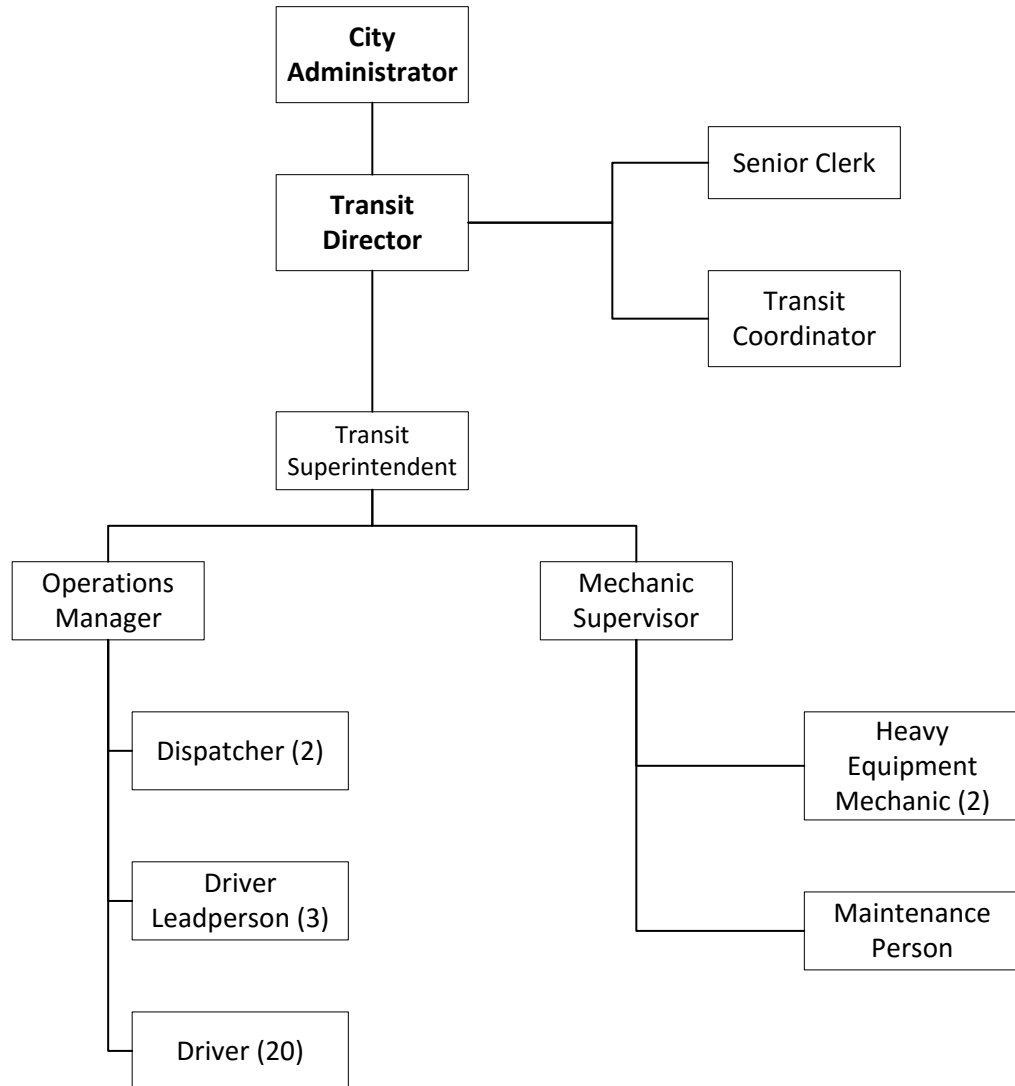 City
Administrator
Transit
Director
Senior Clerk
Transit
Coordinator
Transit
Superintendent
Operations
Manager
Mechanic
Supervisor
Dispatcher (2)
Heavy
Equipment
Mechanic (2)
Driver
Leadperson (3)
Maintenance
Person
Driver (20)